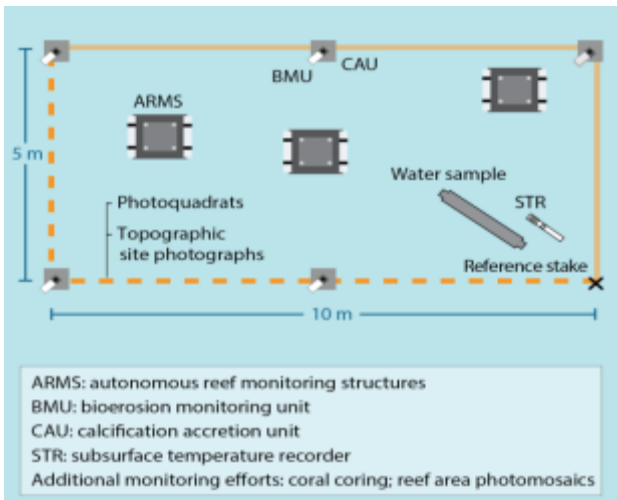 BMU
CAU
ARMS
5 m
Water sample
STR
Photoquadrats
Topographic
site photographs
Reference stake
10 m
ARMS: autonomous reef monitoring structures
BMU: bioerosion monitoring unit
CAU: calcification accretion unit
STR: subsurface temperature recorder
Additional monitoring efforts: coral coring; reef area photomosaics